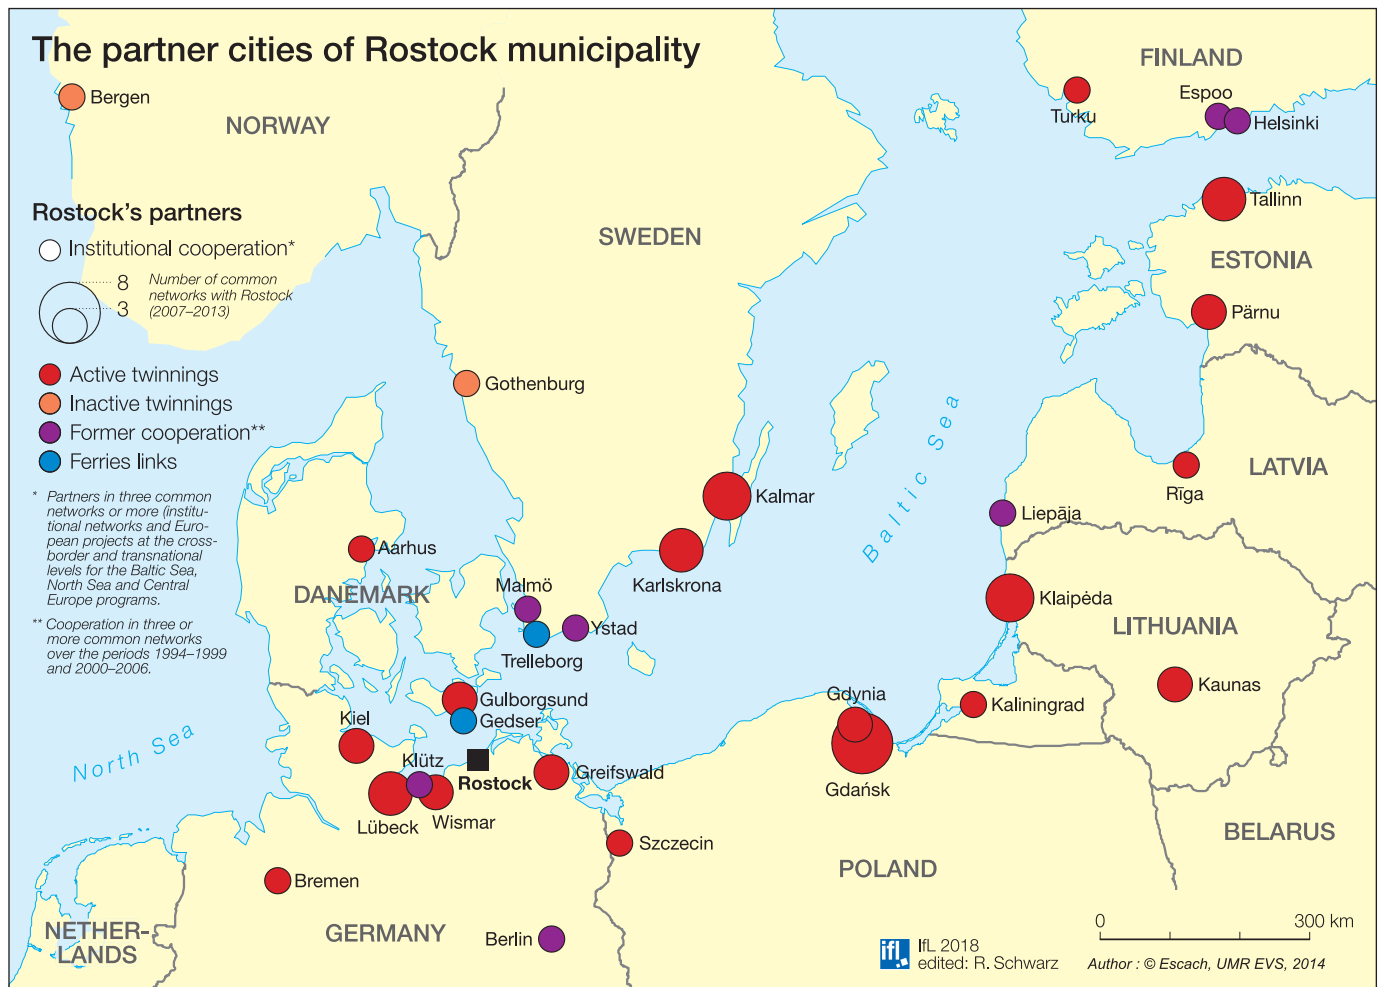 The partner cities of Rostock municipality
Bergen
NORWAY
FINLAND
Espoo
Turku
Helsinki
Rostock's partners
Institutional cooperation*
8
3
Number of common
networks with Rostock
(2007–2013)
Active twinnings
Inactive twinnings
Former cooperation**
Ferries links
* Partners in three common
networks or more (institu-
tional networks and Euro-
pean projects at the cross-
border and transnational
levels for the Baltic Sea,
North Sea and Central
Europe programs.
** Cooperation in three or
more common networks
over the periods 1994–1999
and 2000–2006.
SWEDEN
Tallinn
ESTONIA
Pärnu
Gothenburg
Baltic Sea
LATVIA
Rīga
Kalmar
Liepāja
Aarhus
Karlskrona
DANEMARK
Malmö
Klaipėda
Ystad
LITHUANIA
Trelleborg
Gulborgsund
Gedser
Gdynia
Kaunas
Kaliningrad
Kiel
North Sea
Klütz
Rostock
Greifswald
Gdańsk
Lübeck
Wismar
BELARUS
Szczecin
POLAND
Bremen
NETHER-
LANDS
GERMANY
Berlin
0
300 km
ifl
IfL 2018
edited: R. Schwarz
Author : © Escach, UMR EVS, 2014